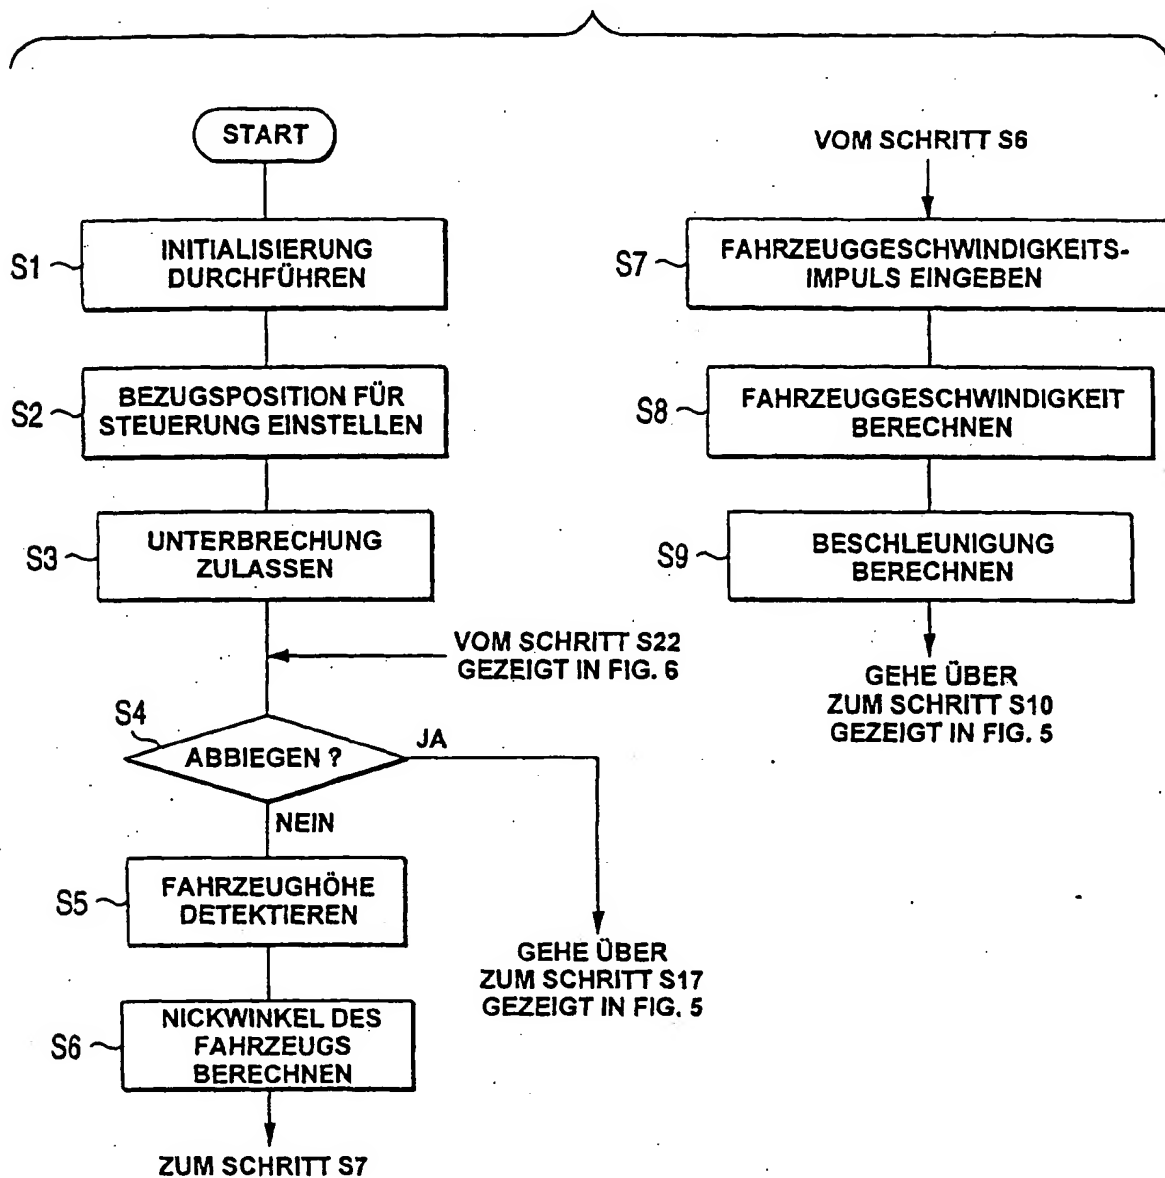 START
S1
INITIALISIERUNG
DURCHFÜHREN
S2
BEZUGSPOSITION FÜR
STEUERUNG EINSTELLEN
S3
UNTERBRECHUNG
ZULASSEN
VOM SCHRITT S22
GEZEIGT IN FIG. 6
S4
ABBIEGEN ?
JA
NEIN
S5
FAHRZEUGHÖHE
DETEKTIEREN
GEHE ÜBER
ZUM SCHRITT S17
GEZEIGT IN FIG. 5
S6
NICKWINKEL DES
FAHRZEUGS
BERECHNEN
ZUM SCHRITT S7
VOM SCHRITT S6
S7
FAHRZEUGGESCHWINDIGKEITS-
IMPULS EINGEBEN
S8
FAHRZEUGGESCHWINDIGKEIT
BERECHNEN
S9
BESCHLEUNIGUNG
BERECHNEN
GEHE ÜBER
ZUM SCHRITT S10
GEZEIGT IN FIG. 5